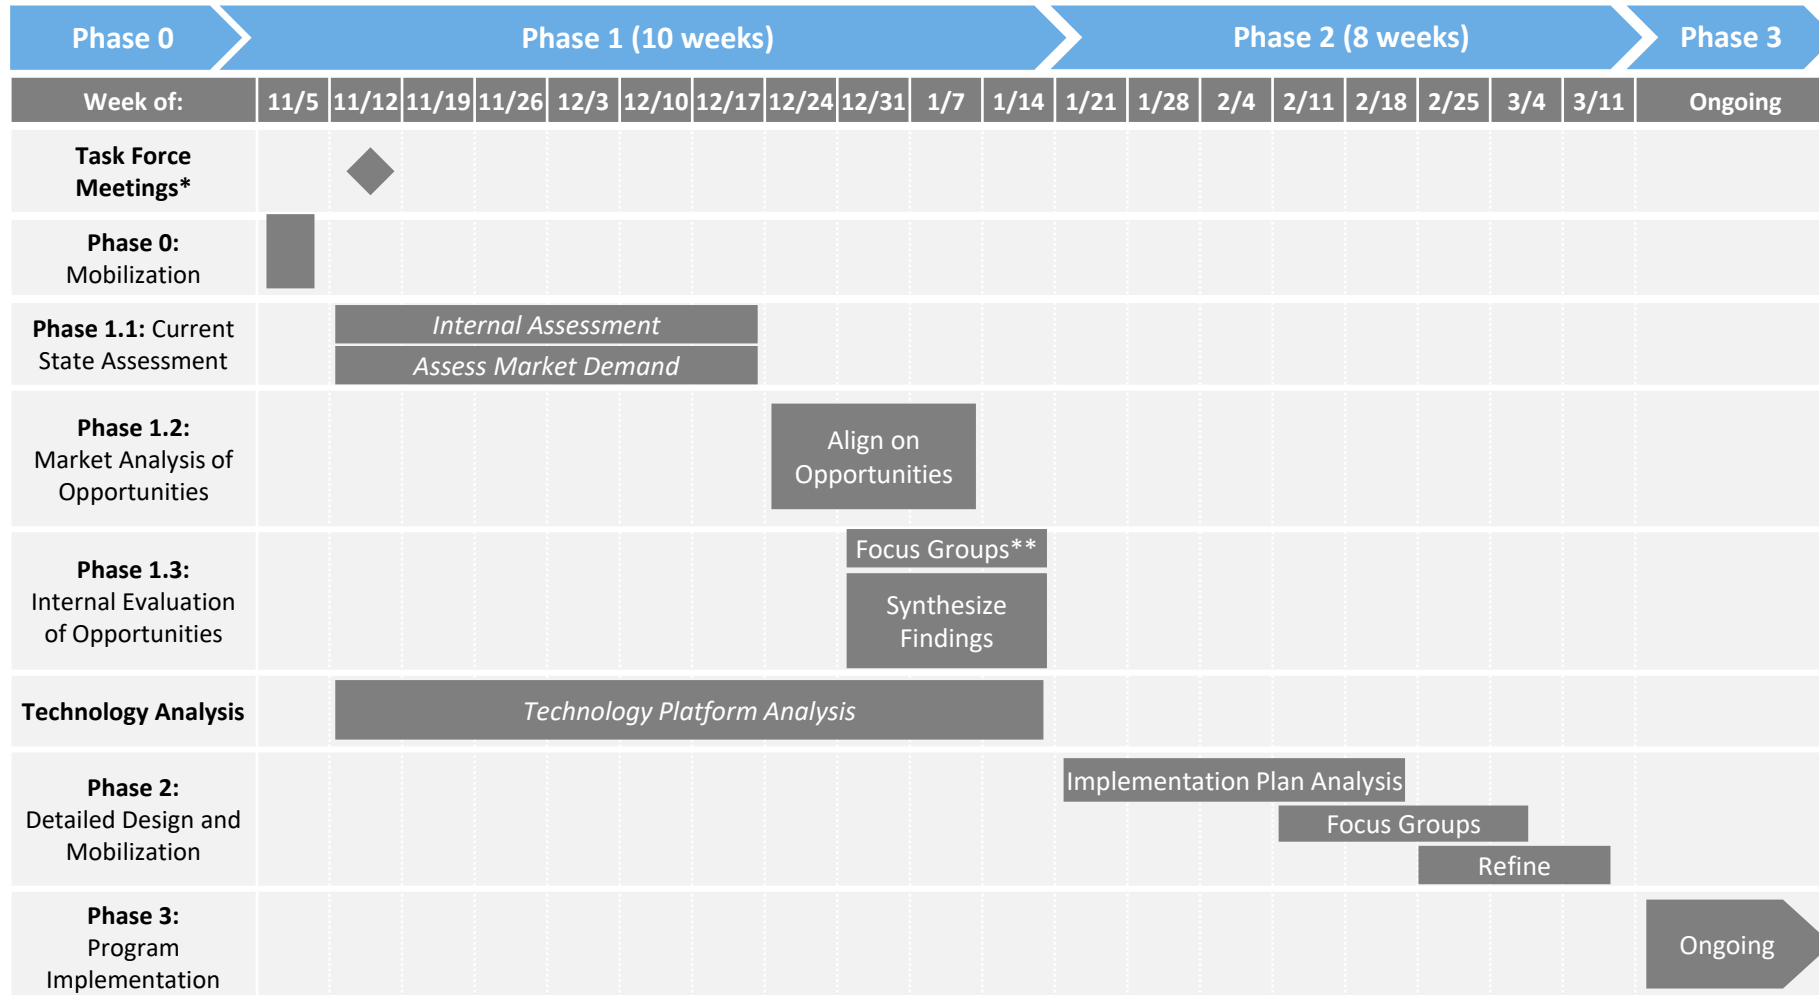 Phase 0
Phase 1 (10 weeks)
Phase 2 (8 weeks)
Phase 3
Week of:
11/5
11/12
11/19
11/26
12/3
12/10
12/17
12/24
12/31
1/7
1/14
1/21
1/28
2/4
2/11
2/18
2/25
3/4
3/11
Ongoing
Task Force
Meetings*
Phase 0:
Mobilization
Phase 1.1: Current
State Assessment
Internal Assessment
Assess Market Demand
Phase 1.2:
Market Analysis of
Opportunities
Align on
Opportunities
Phase 1.3:
Internal Evaluation
of Opportunities
Focus Groups**
Synthesize
Findings
Technology Analysis
Technology Platform Analysis
Phase 2:
Detailed Design and
Mobilization
Implementation Plan Analysis
Focus Groups
Refine
Phase 3:
Program
Implementation
Ongoing